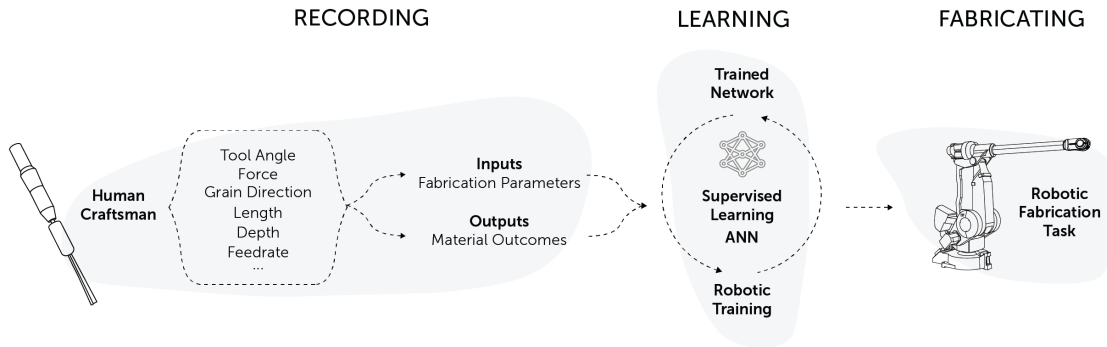 RECORDING
LEARNING
FABRICATING
Human
Craftsman
Tool Angle
Force
Grain Direction
Length
Depth
Feedrate
...
Inputs
Fabrication Parameters
Outputs
Material Outcomes
Trained
Network
Supervised
Learning
ANN
Robotic
Training
Robotic
Fabrication
Task